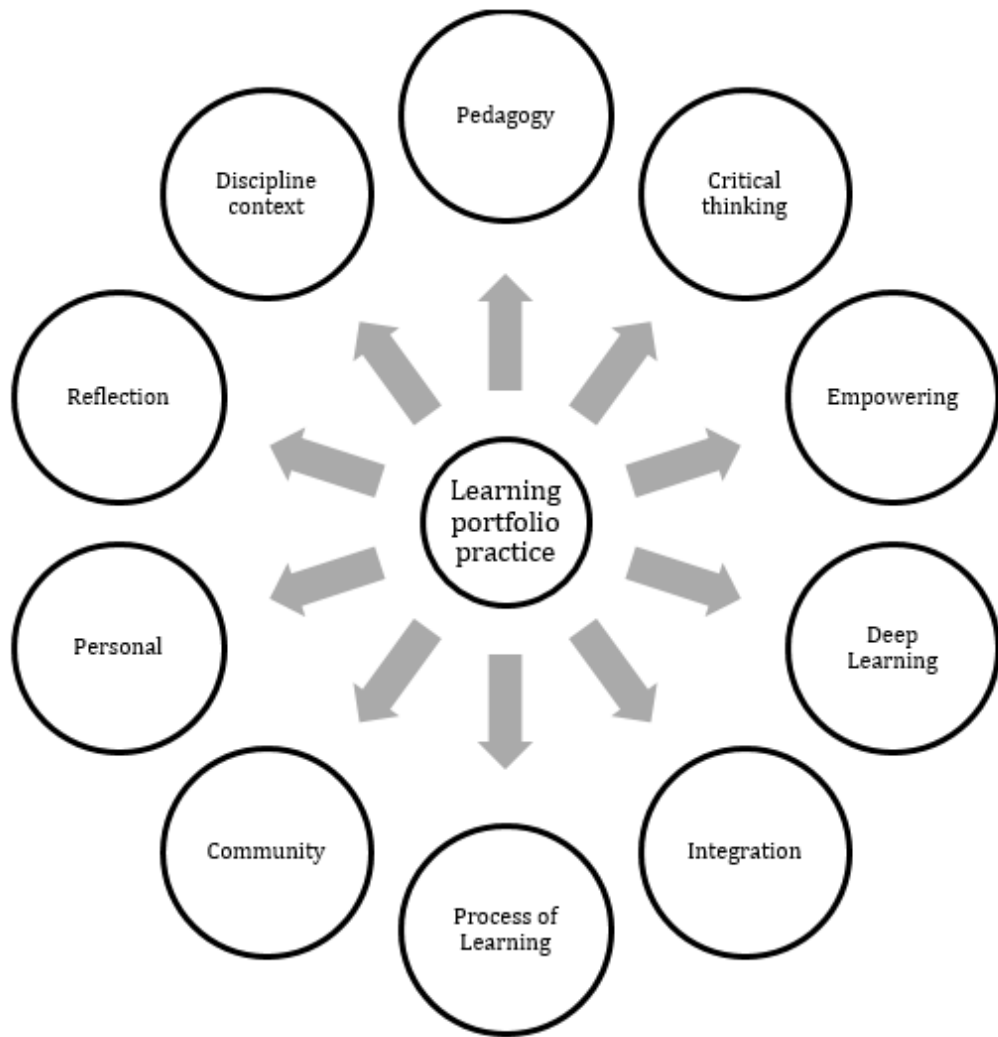 Pedagogy
Critical
thinking
Empowering
Deep
Learning
Integration
Process of
Learning
Community
Personal
Reflection
Discipline
context
Learning
portfolio
practice